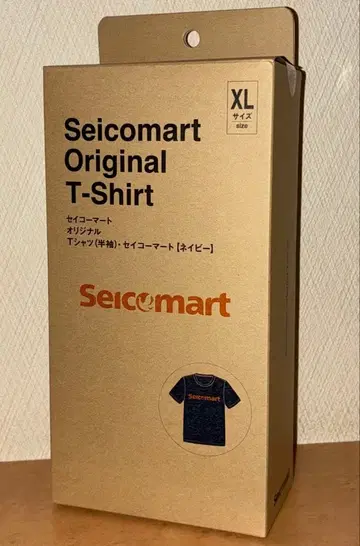 XL
サイズ
size
Seicomart
Original
T-Shirt
セイコーマート
オリジナル
Tシャツ(半袖)・セイコーマート【ネイビー】
Seicomart
Seicomart
Seicomart